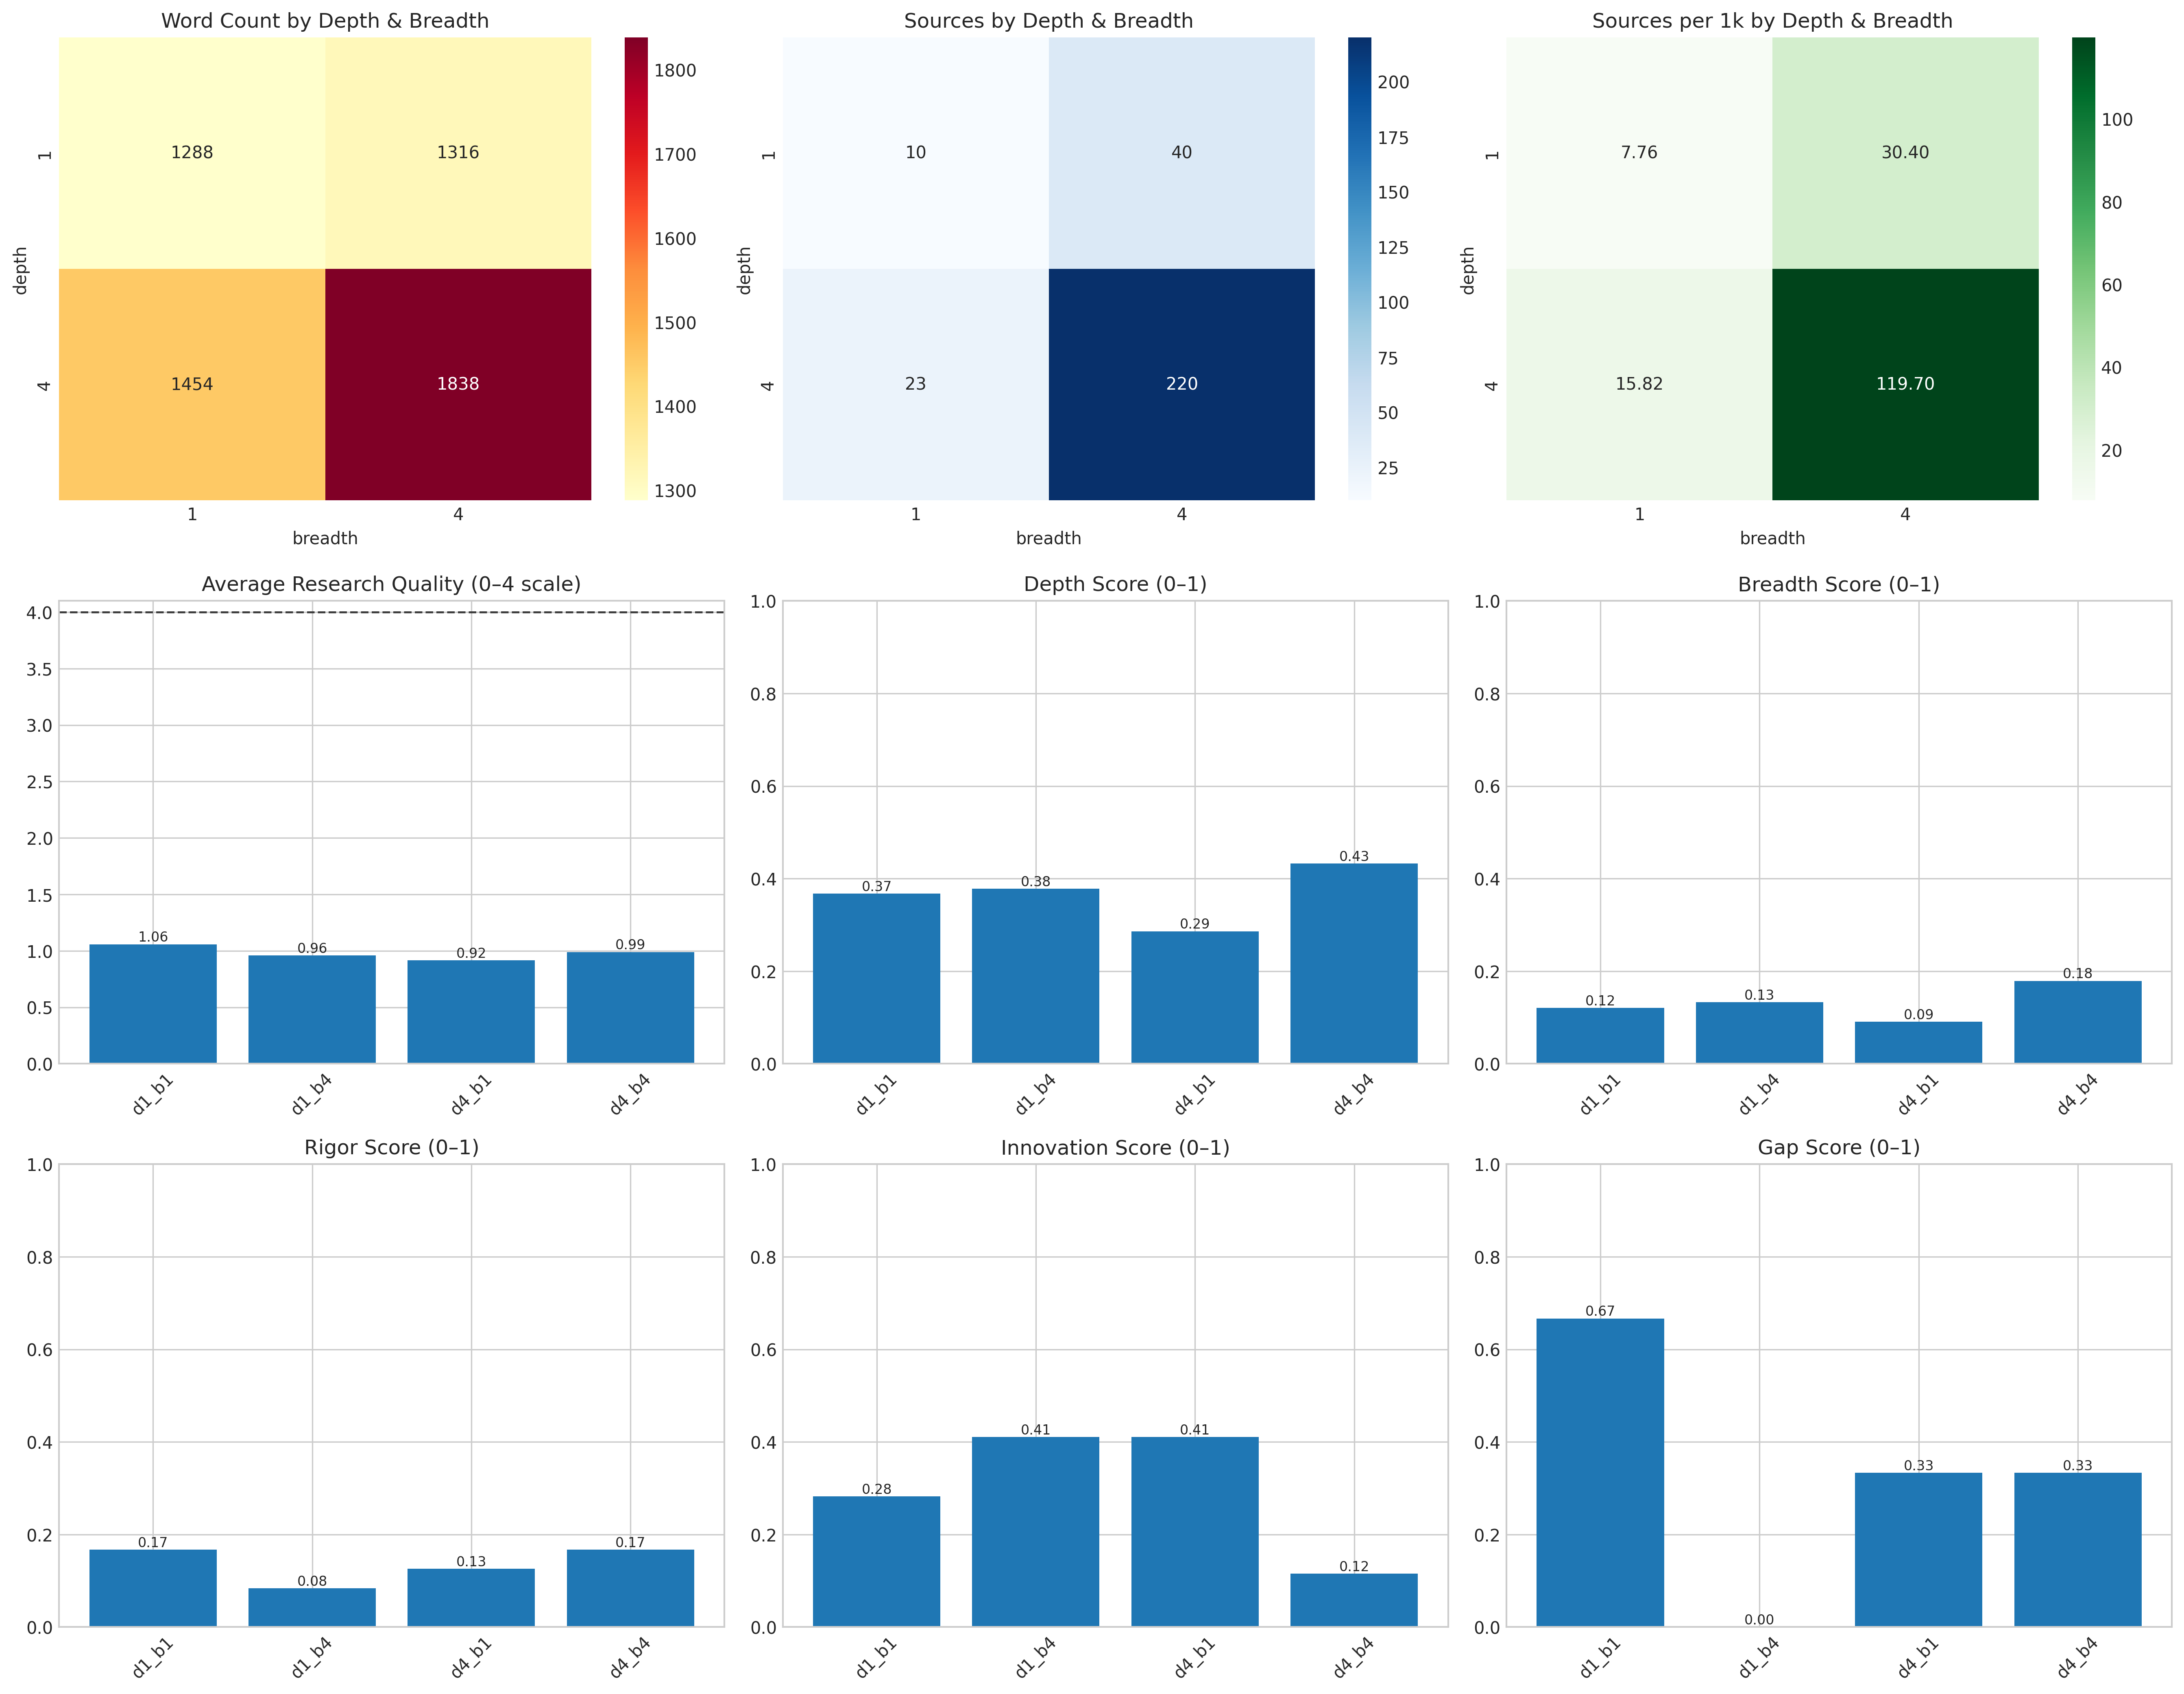 Word Count by Depth & Breadth
1288 1316
1454 1838
1 4
breadth
depth
1
4
1800
1700
1600
1500
1400
1300
Sources by Depth & Breadth
10 40
23 220
1 4
breadth
depth
1
4
200
175
150
125
100
75
50
25
Sources per 1k by Depth & Breadth
7.76 30.40
15.82 119.70
1 4
breadth
depth
1
4
100
80
60
40
20
Average Research Quality (0–4 scale)
4.0
3.5
3.0
2.5
2.0
1.5
1.0
0.5
0.0
1.06 0.96 0.92 0.99
d1_b1 d1_b4 d4_b1 d4_b4
Depth Score (0–1)
1.0
0.8
0.6
0.4
0.2
0.0
0.37 0.38 0.29 0.43
d1_b1 d1_b4 d4_b1 d4_b4
Breadth Score (0–1)
1.0
0.8
0.6
0.4
0.2
0.0
0.12 0.13 0.09 0.18
d1_b1 d1_b4 d4_b1 d4_b4
Rigor Score (0–1)
1.0
0.8
0.6
0.4
0.2
0.0
0.17 0.08 0.13 0.17
d1_b1 d1_b4 d4_b1 d4_b4
Innovation Score (0–1)
1.0
0.8
0.6
0.4
0.2
0.0
0.28 0.41 0.41 0.12
d1_b1 d1_b4 d4_b1 d4_b4
Gap Score (0–1)
1.0
0.8
0.6
0.4
0.2
0.0
0.67 0.00 0.33 0.33
d1_b1 d1_b4 d4_b1 d4_b4